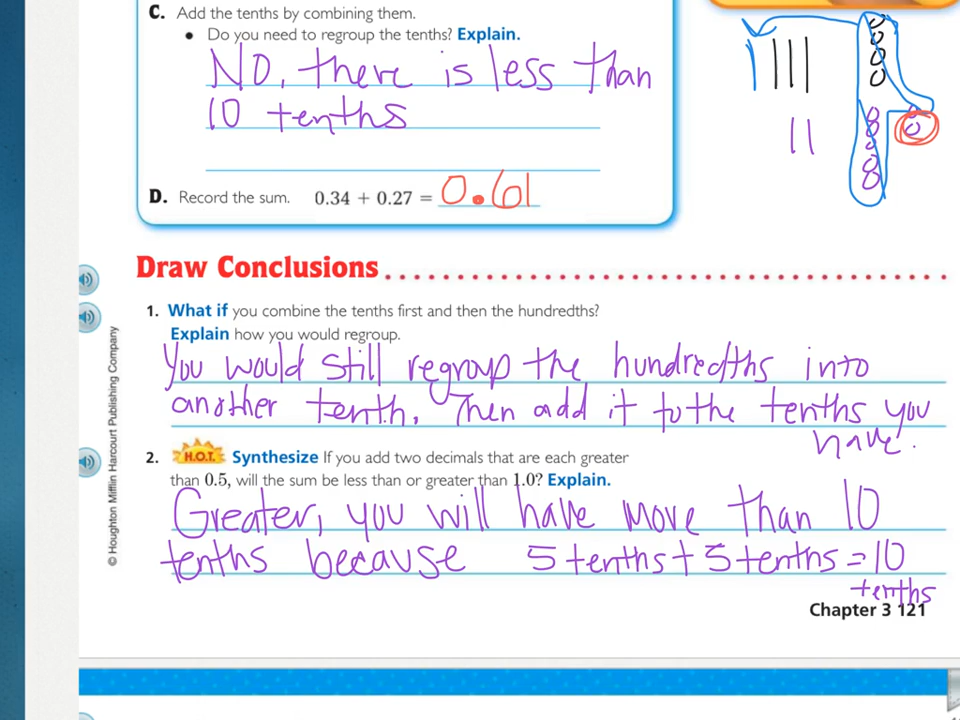 C. Add the tenths by combining them.
• Do you need to regroup the tenths? Explain.
NO, there is less than
10 tenths
D. Record the sum. 0.34 + 0.27 = 0.61
Draw Conclusions
1. What if you combine the tenths first and then the hundredths?
Explain how you would regroup.
You would still regroup the hundredths into
another tenth. Then add it to the tenths you
have.
2. H.O.T. Synthesize If you add two decimals that are each greater
than 0.5, will the sum be less than or greater than 1.0? Explain.
Greater, you will have more than 10
tenths because 5 tenths + 5 tenths = 10
tenths
Chapter 3 121
© Houghton Mifflin Harcourt Publishing Company